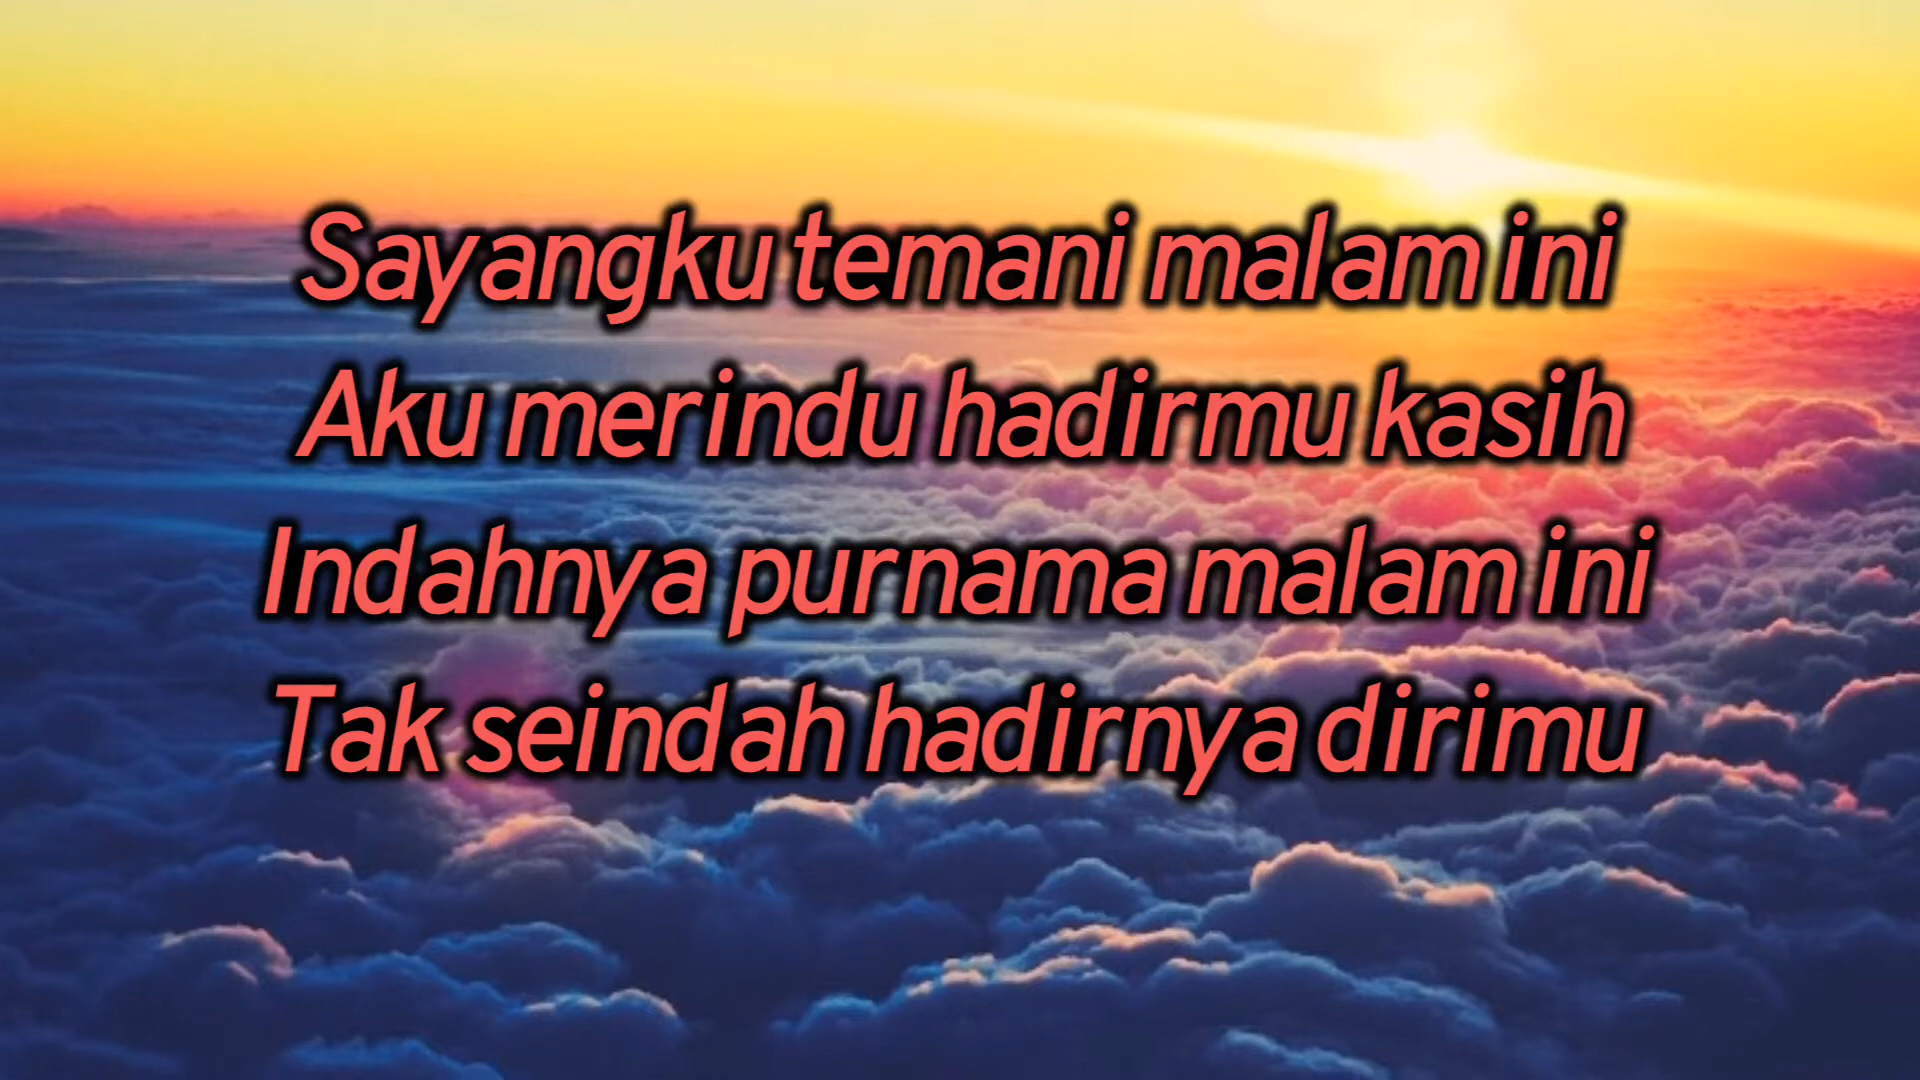 Sayangku temani malam ini
Aku merindu hadirmu kasih
Indahnya purnama malam ini
Tak seindah hadirnya dirimu